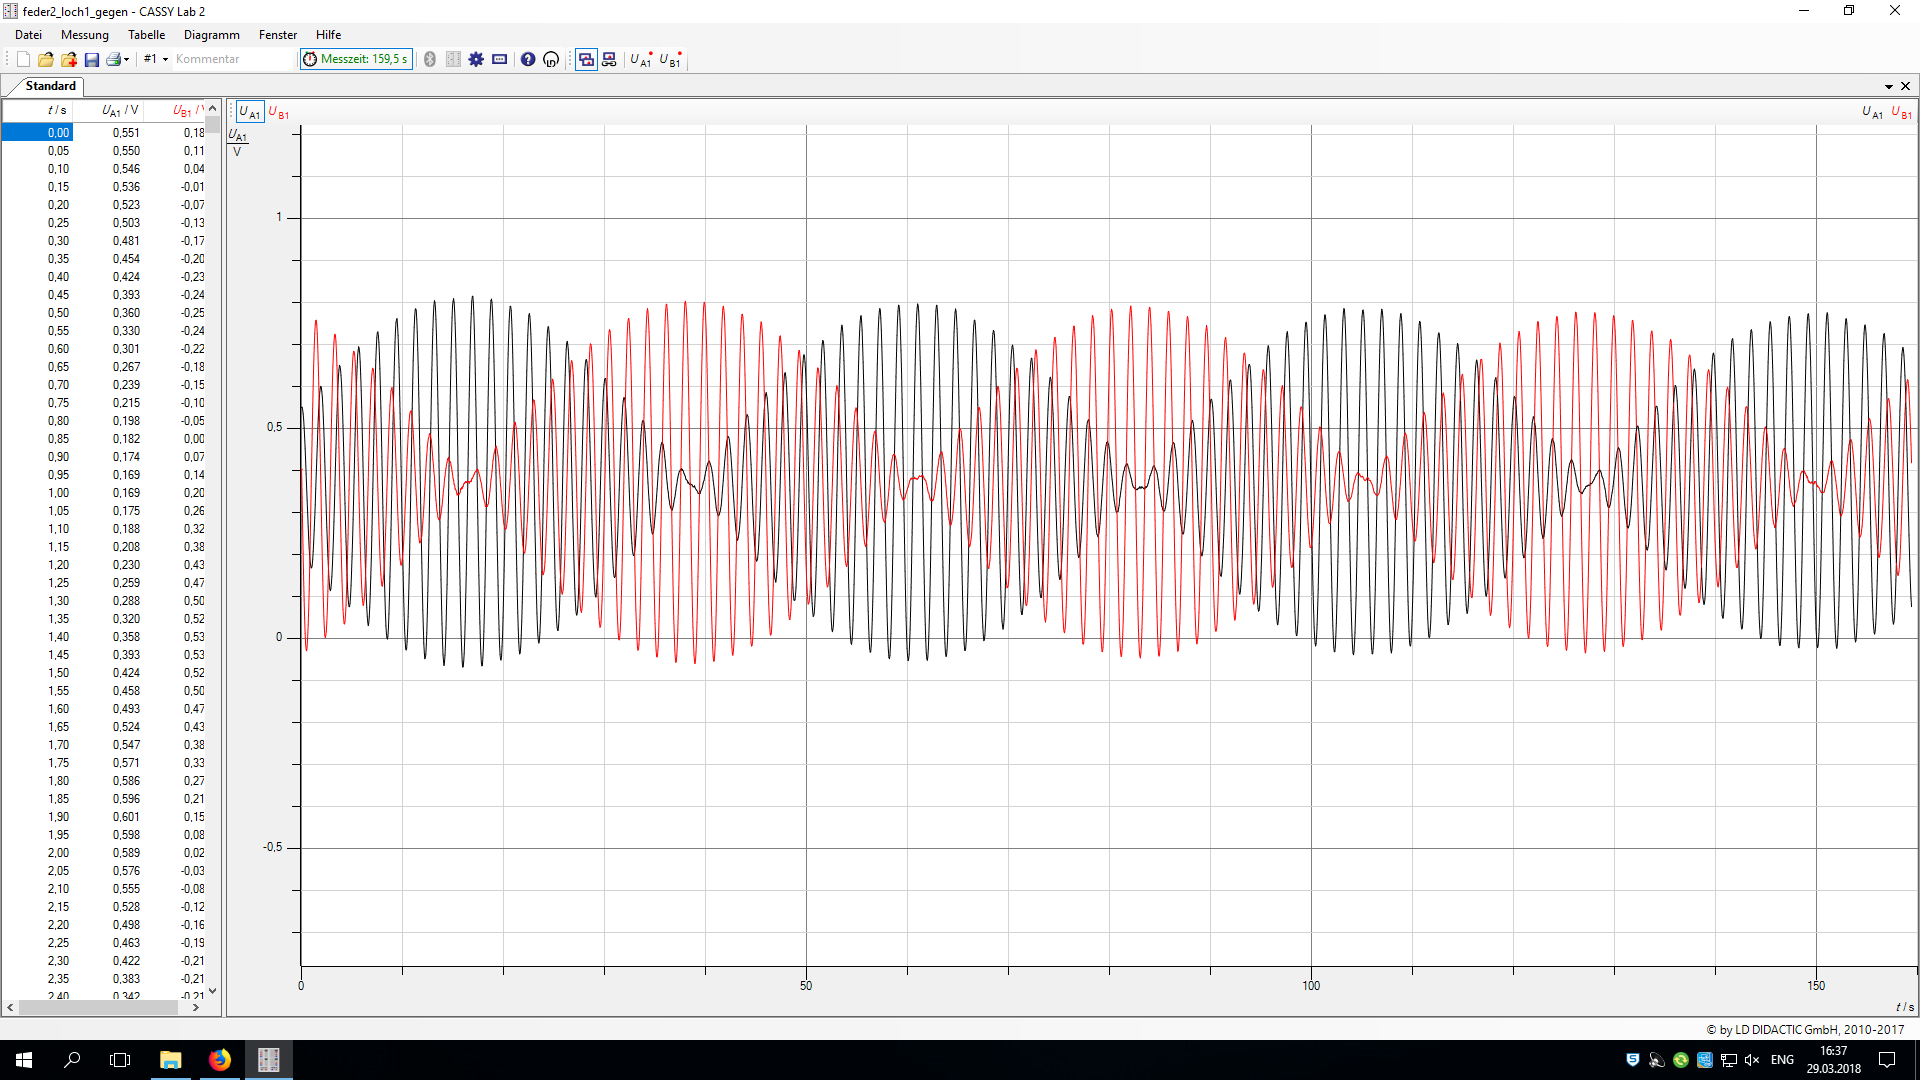 feder2_loch1_gegen - CASSY Lab 2
Datei Messung Tabelle Diagramm Fenster Hilfe
#1 Kommentar Messzeit: 159,5 s UA1 UB1
Standard
t / s UA1 / V UB1 /
0,00 0,551 0,18
0,05 0,550 0,11
0,10 0,546 0,04
0,15 0,536 -0,01
0,20 0,523 -0,07
0,25 0,503 -0,13
0,30 0,481 -0,17
0,35 0,454 -0,20
0,40 0,424 -0,23
0,45 0,393 -0,24
0,50 0,360 -0,25
0,55 0,330 -0,24
0,60 0,301 -0,22
0,65 0,267 -0,18
0,70 0,239 -0,15
0,75 0,215 -0,10
0,80 0,198 -0,05
0,85 0,182 0,00
0,90 0,174 0,07
0,95 0,169 0,14
1,00 0,169 0,20
1,05 0,175 0,26
1,10 0,188 0,32
1,15 0,208 0,38
1,20 0,230 0,43
1,25 0,259 0,47
1,30 0,288 0,50
1,35 0,320 0,52
1,40 0,358 0,53
1,45 0,393 0,53
1,50 0,424 0,52
1,55 0,458 0,50
1,60 0,493 0,47
1,65 0,524 0,43
1,70 0,547 0,38
1,75 0,571 0,33
1,80 0,586 0,27
1,85 0,596 0,21
1,90 0,601 0,15
1,95 0,598 0,08
2,00 0,589 0,02
2,05 0,576 -0,03
2,10 0,555 -0,08
2,15 0,528 -0,12
2,20 0,498 -0,16
2,25 0,463 -0,19
2,30 0,422 -0,21
2,35 0,383 -0,21
2,40 0,342 -0,21
UA1 UB1
UA1 UB1
UA1
V
1
0,5
0
-0,5
0 50 100 150
t / s
© by LD DIDACTIC GmbH, 2010-2017
ENG
16:37
29.03.2018